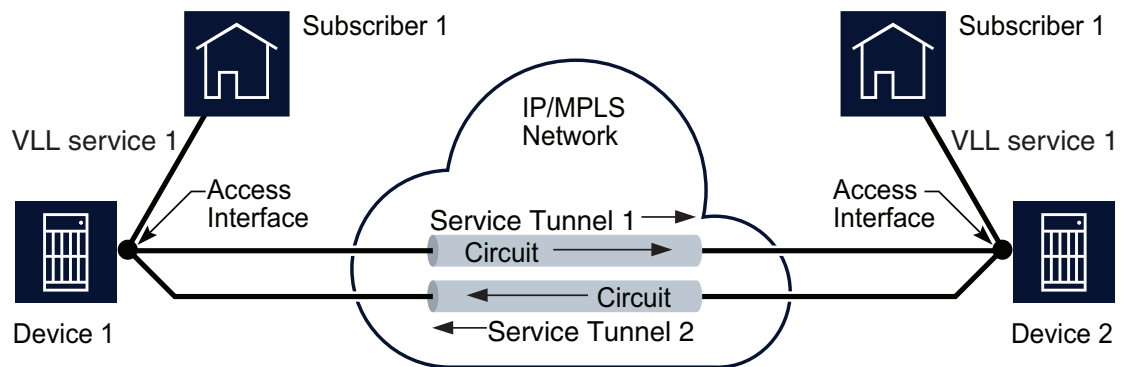 Subscriber 1
Subscriber 1
IP/MPLS
Network
VLL service 1
VLL service 1
Access
Interface
Access
Interface
Service Tunnel 1
Circuit
Circuit
Service Tunnel 2
Device 1
Device 2